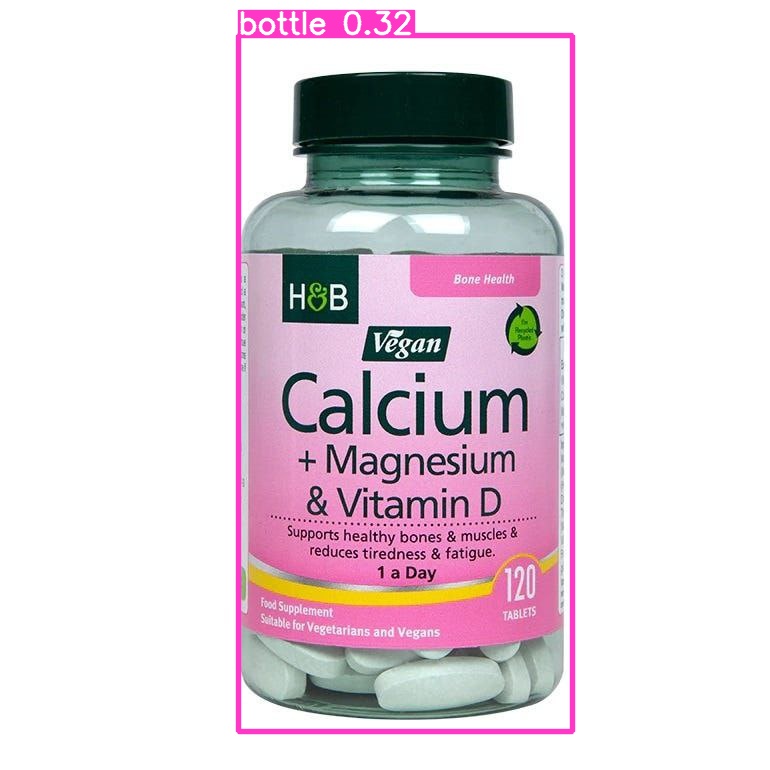 bottle 0.32
H&B
Bone Health
Vegan
Calcium
+ Magnesium
& Vitamin D
Supports healthy bones & muscles &
reduces tiredness & fatigue.
1 a Day
120
TABLETS
Food Supplement
Suitable for Vegetarians and Vegans